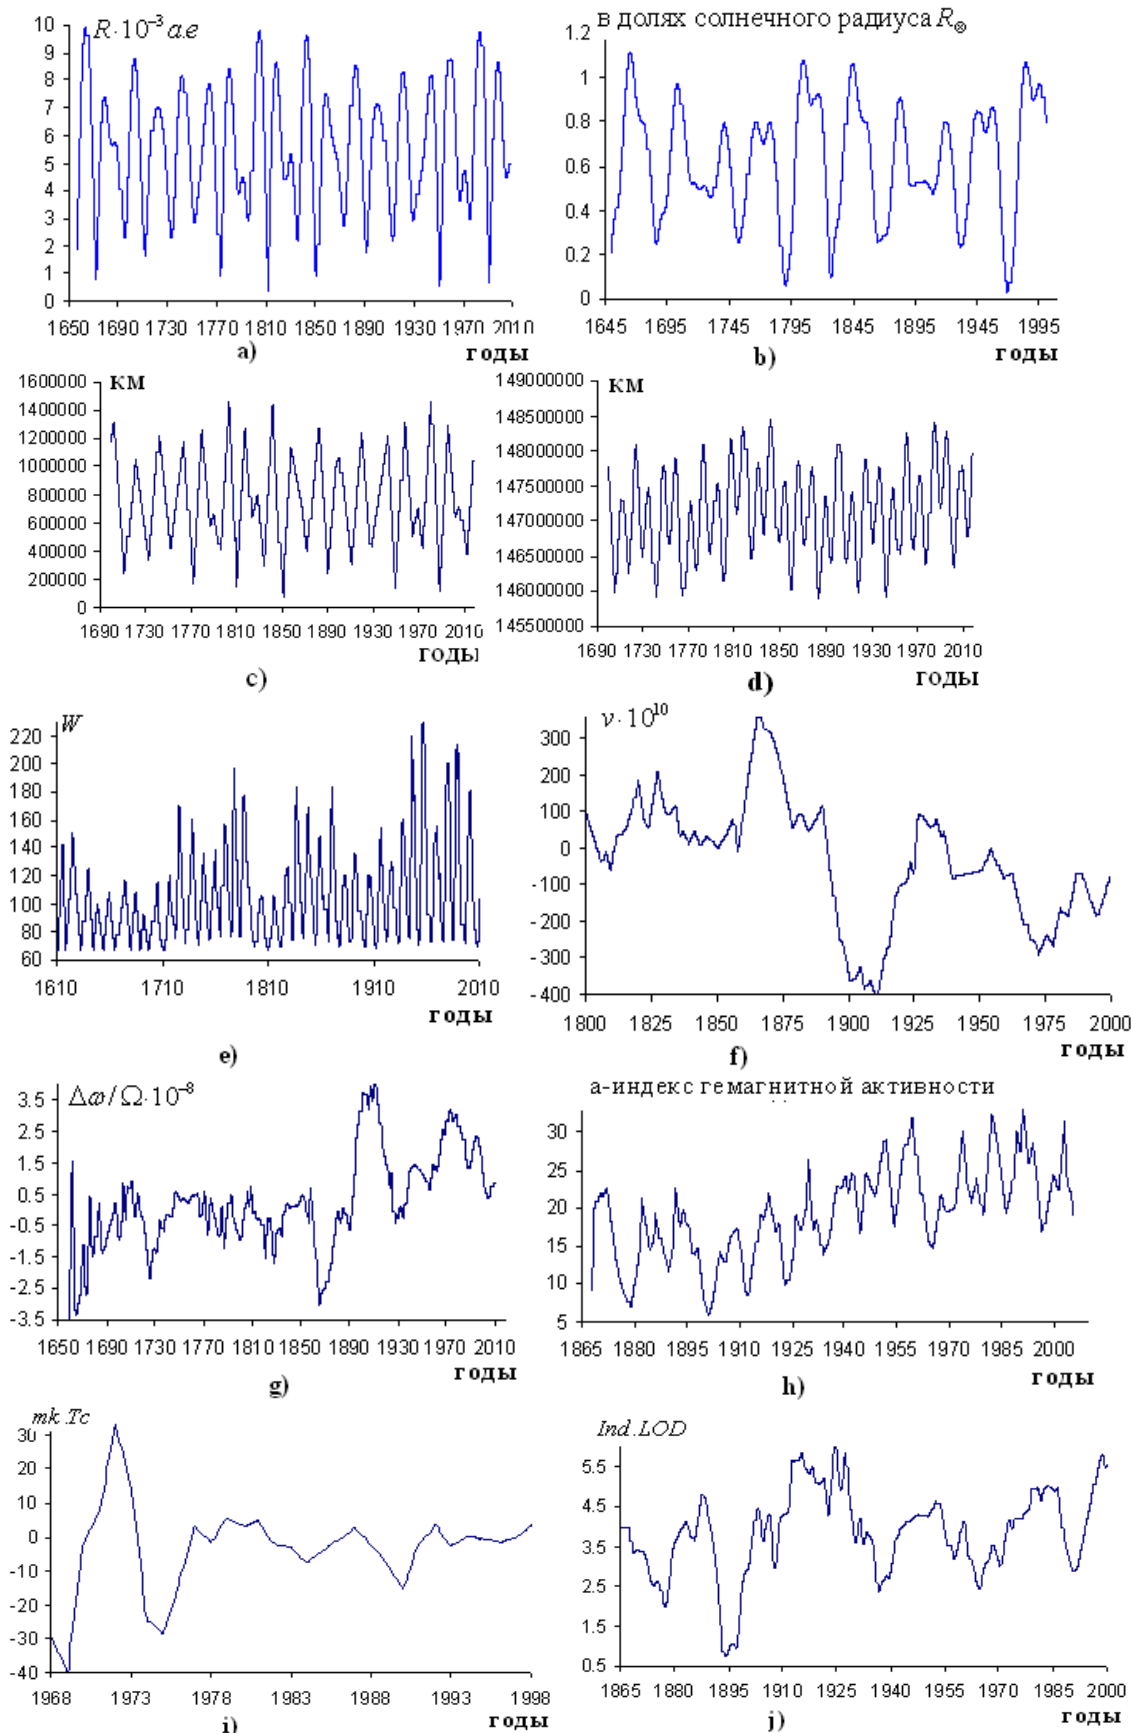 R·10⁻³ а.е
10
9
8
7
6
5
4
3
2
1
0
1650 1690 1730 1770 1810 1850 1890 1930 1970 2010
a)
годы
в долях солнечного радиуса R⊗
1.2
1
0.8
0.6
0.4
0.2
0
1645 1695 1745 1795 1845 1895 1945 1995
b)
годы
км
1600000
1400000
1200000
1000000
800000
600000
400000
200000
0
1690 1730 1770 1810 1850 1890 1930 1970 2010
годы
c)
км
149000000
148500000
148000000
147500000
147000000
146500000
146000000
145500000
1690 1730 1770 1810 1850 1890 1930 1970 2010
годы
d)
W
220
200
180
160
140
120
100
80
60
1610 1710 1810 1910 2010
годы
e)
ν·10¹⁰
300
200
100
0
-100
-200
-300
-400
1800 1825 1850 1875 1900 1925 1950 1975 2000
годы
f)
Δω/Ω·10⁻⁸
3.5
2.5
1.5
0.5
-0.5
-1.5
-2.5
-3.5
1650 1690 1730 1770 1810 1850 1890 1930 1970 2010
годы
g)
а-индекс гемагнитной активности
30
25
20
15
10
5
1865 1880 1895 1910 1925 1940 1955 1970 1985 2000
годы
h)
mk.Tc
30
20
10
0
-10
-20
-30
-40
1968 1973 1978 1983 1988 1993 1998
годы
i)
Ind.LOD
5.5
4.5
3.5
2.5
1.5
0.5
1865 1880 1895 1910 1925 1940 1955 1970 1985 2000
годы
j)